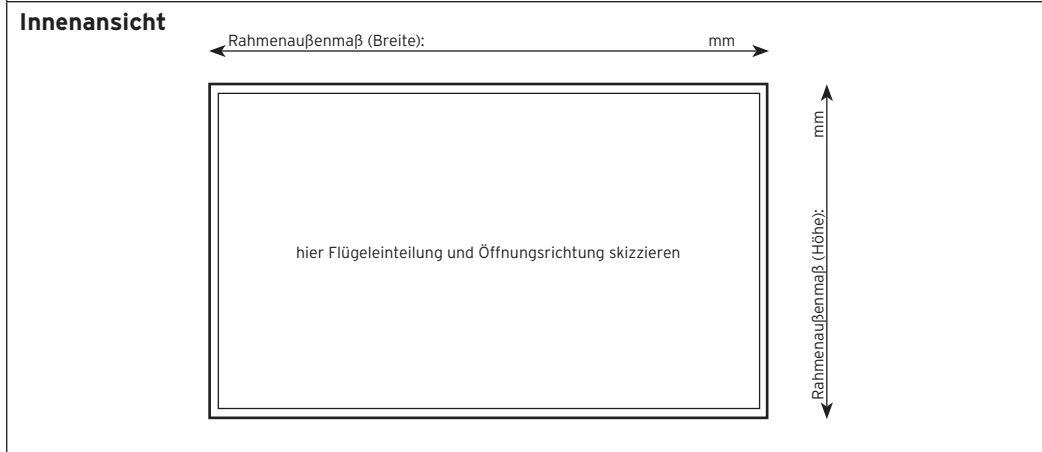 Innenansicht
Rahmenaußenmaß (Breite): mm
hier Flügeleinteilung und Öffnungsrichtung skizzieren
Rahmenaußenmaß (Höhe): mm